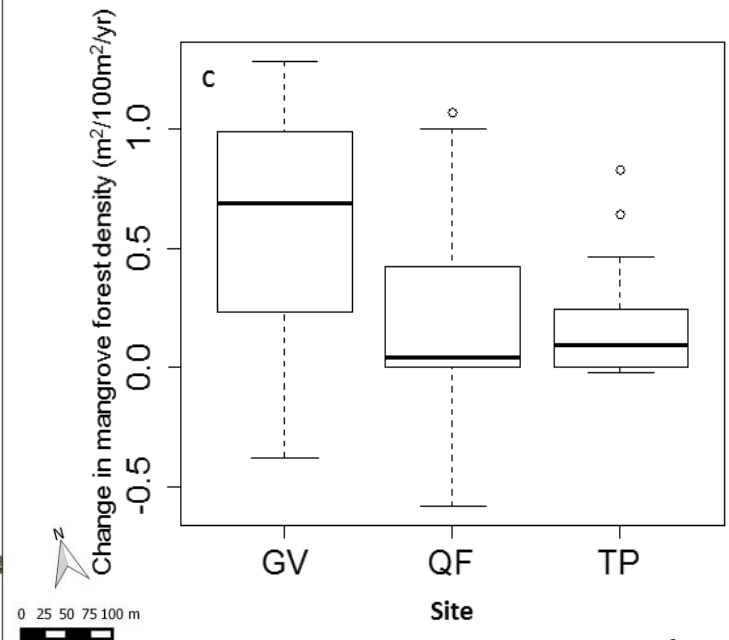 Change in mangrove forest density (m²/100m²/yr)
c
1.0
0.5
0.0
-0.5
GV QF TP
Site
N
0 25 50 75 100 m